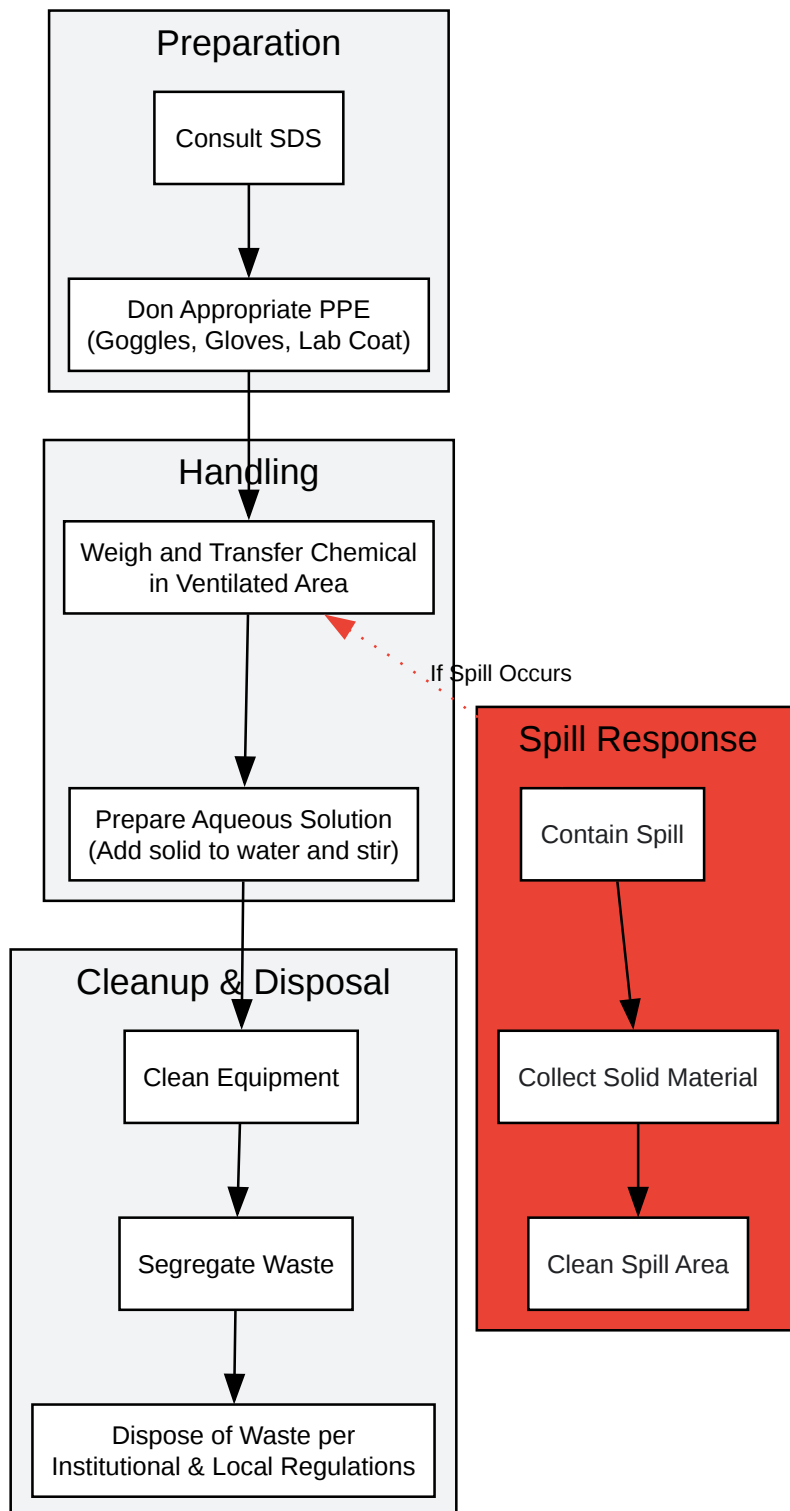 Preparation
Consult SDS
Don Appropriate PPE
(Goggles, Gloves, Lab Coat)
Handling
Weigh and Transfer Chemical
in Ventilated Area
If Spill Occurs
Prepare Aqueous Solution
(Add solid to water and stir)
Spill Response
Contain Spill
Collect Solid Material
Clean Spill Area
Cleanup & Disposal
Clean Equipment
Segregate Waste
Dispose of Waste per
Institutional & Local Regulations